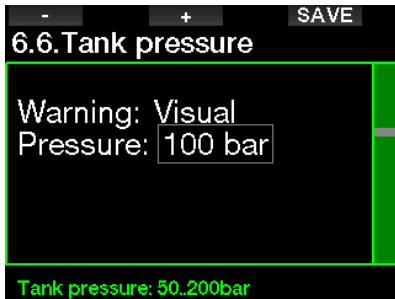 - + SAVE
6.6.Tank pressure
Warning: Visual
Pressure: 100 bar
Tank pressure: 50..200bar